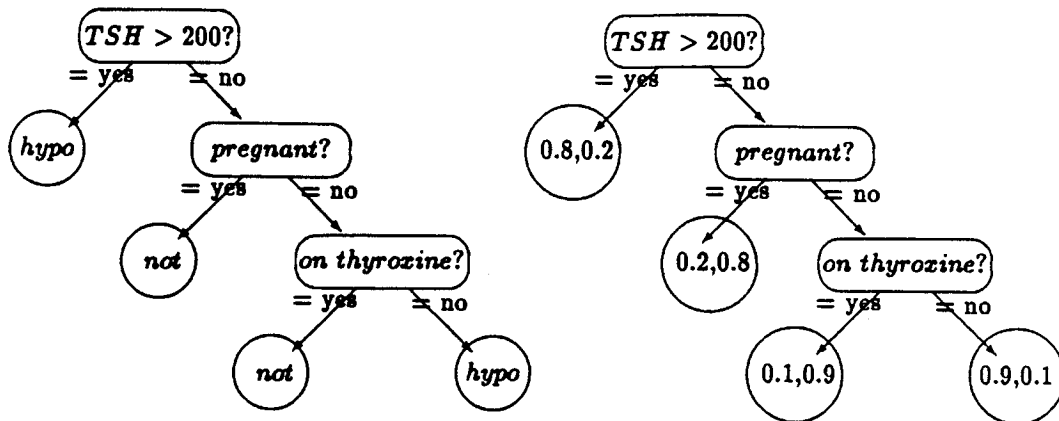 TSH > 200?
= yes
= no
hypo
pregnant?
= yes
= no
not
on thyroxine?
= yes
= no
not
hypo
TSH > 200?
= yes
= no
0.8,0.2
pregnant?
= yes
= no
0.2,0.8
on thyroxine?
= yes
= no
0.1,0.9
0.9,0.1